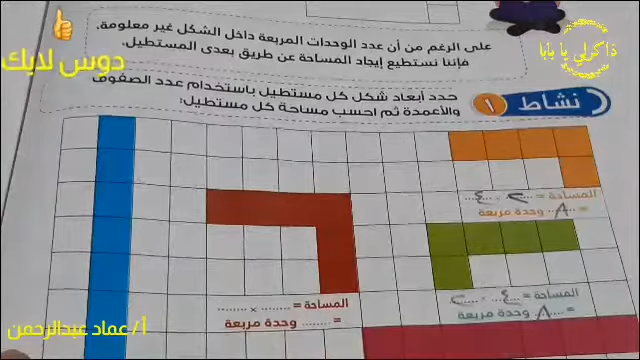 دوس لايك
ذاكرلي يا بابا
على الرغم من أن عدد الوحدات المربعة داخل الشكل غير معلومة،
فإننا نستطيع إيجاد المساحة عن طريق بعدى المستطيل.
نشاط ١
حدد أبعاد شكل كل مستطيل باستخدام عدد الصفوف
والأعمدة ثم احسب مساحة كل مستطيل:
المساحة = ..٢.. × ..٤..
= ..٨.. وحدة مربعة
المساحة = ..٤.. × ..٢..
= ..٨.. وحدة مربعة
المساحة = ........ × ........
= ........ وحدة مربعة
أ/ عماد عبدالرحمن